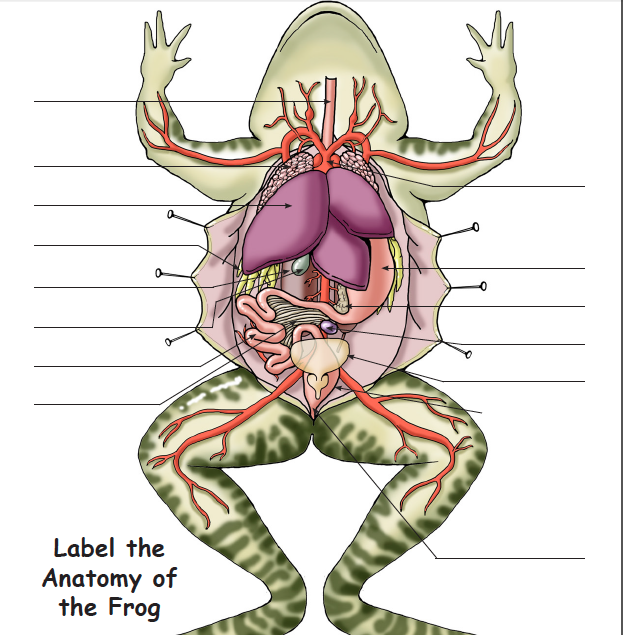 Label the
Anatomy of
the Frog